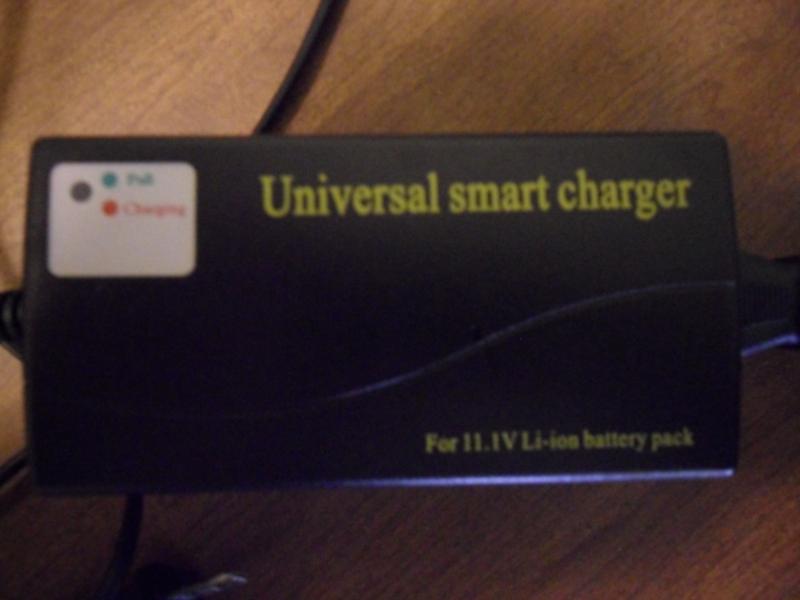 Full
Charging
Universal smart charger
For 11.1V Li-ion battery pack